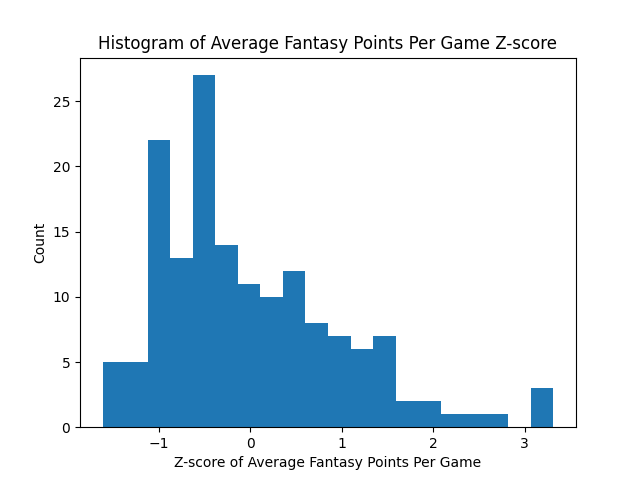 Histogram of Average Fantasy Points Per Game Z-score
25
20
15
10
5
0
Count
−1 0 1 2 3
Z-score of Average Fantasy Points Per Game